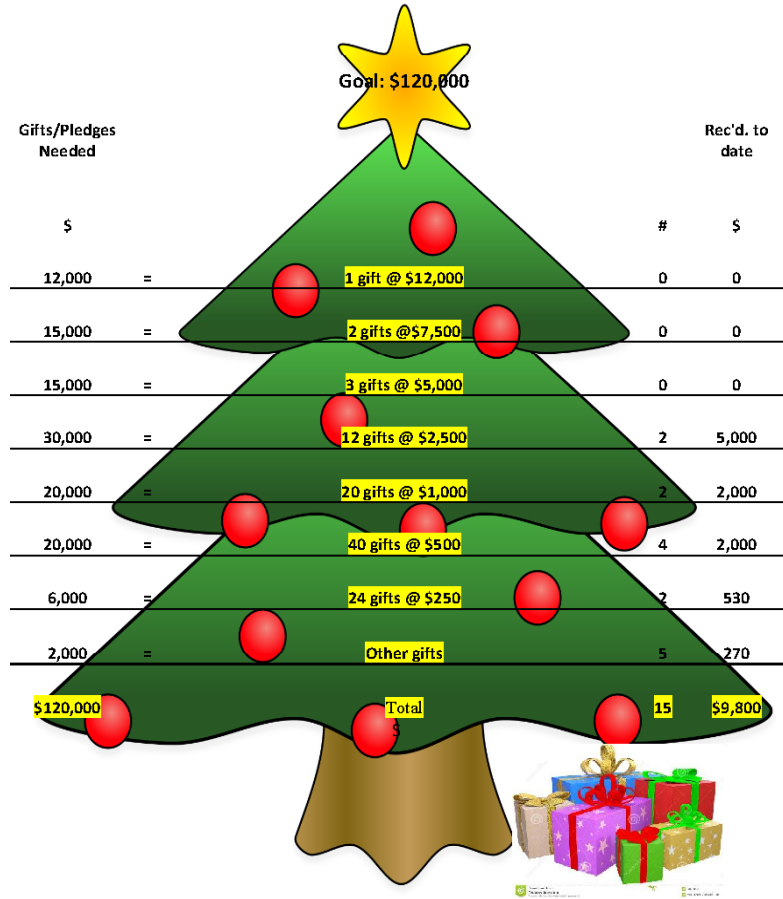 Goal: $120,000
Gifts/Pledges
Needed
Rec'd. to
date
$ # $
12,000 = 1 gift @ $12,000 0 0
15,000 = 2 gifts @$7,500 0 0
15,000 = 3 gifts @ $5,000 0 0
30,000 = 12 gifts @ $2,500 2 5,000
20,000 = 20 gifts @ $1,000 2 2,000
20,000 = 40 gifts @ $500 4 2,000
6,000 = 24 gifts @ $250 2 530
2,000 = Other gifts 5 270
$120,000 Total 15 $9,800
$